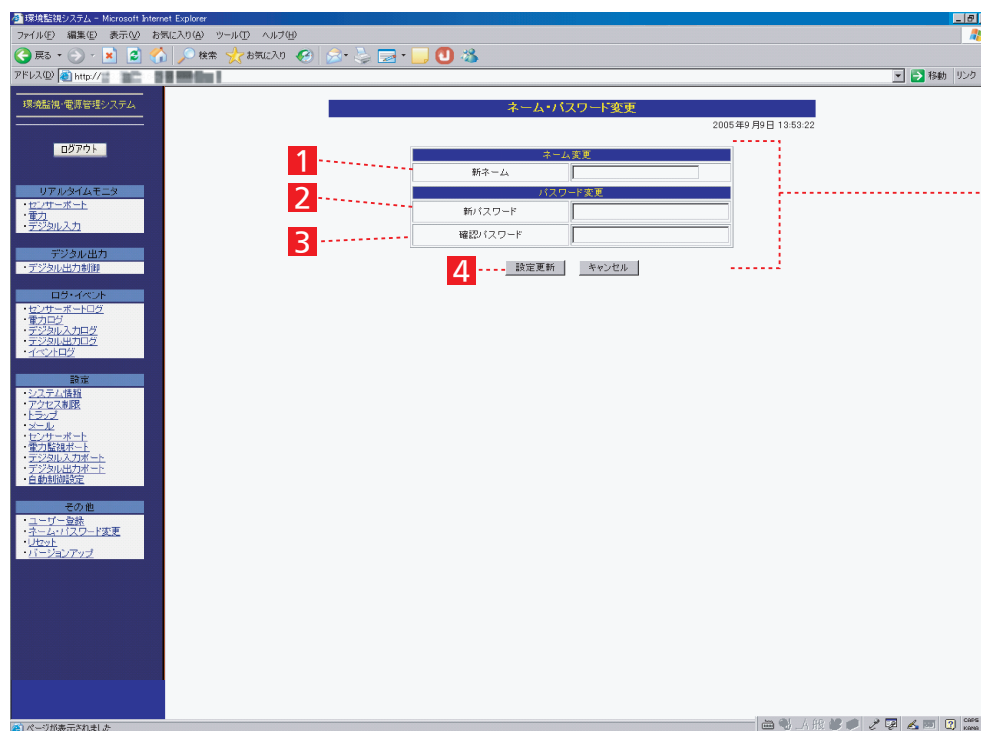 環境監視システム - Microsoft Internet Explorer
ファイル(F) 編集(E) 表示(V) お気に入り(A) ツール(T) ヘルプ(H)
戻る 検索 お気に入り
アドレス(D) http:// 移動 リンク
環境監視・電源管理システム
ログアウト
リアルタイムモニタ
・センサーポート
・電力
・デジタル入力
デジタル出力
・デジタル出力制御
ログ・イベント
・センサーポートログ
・電力ログ
・デジタル入力ログ
・デジタル出力ログ
・イベントログ
設定
・システム情報
・アクセス制限
・トラップ
・メール
・センサーポート
・電力監視ポート
・デジタル入力ポート
・デジタル出力ポート
・自動制御設定
その他
・ユーザー登録
・ネーム・パスワード変更
・リセット
・バージョンアップ
ネーム・パスワード変更
2005年9月9日 13:53:22
ネーム変更
1 新ネーム
パスワード変更
2 新パスワード
3 確認パスワード
4 設定更新 キャンセル
ページが表示されました
A 般 CAPS
KANA